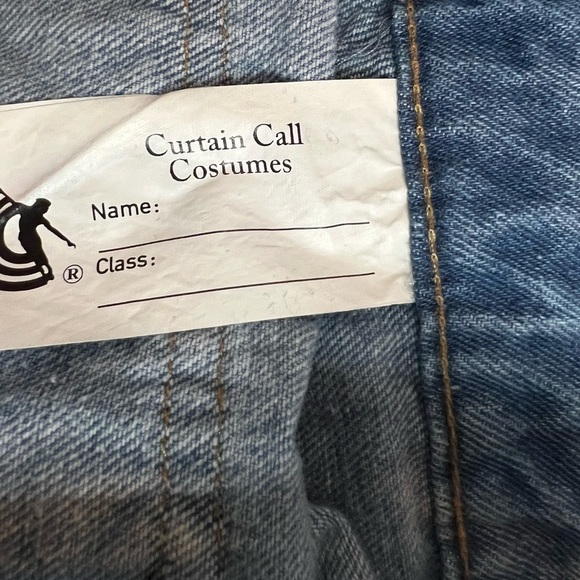 Curtain Call
Costumes
Name:
®
Class: